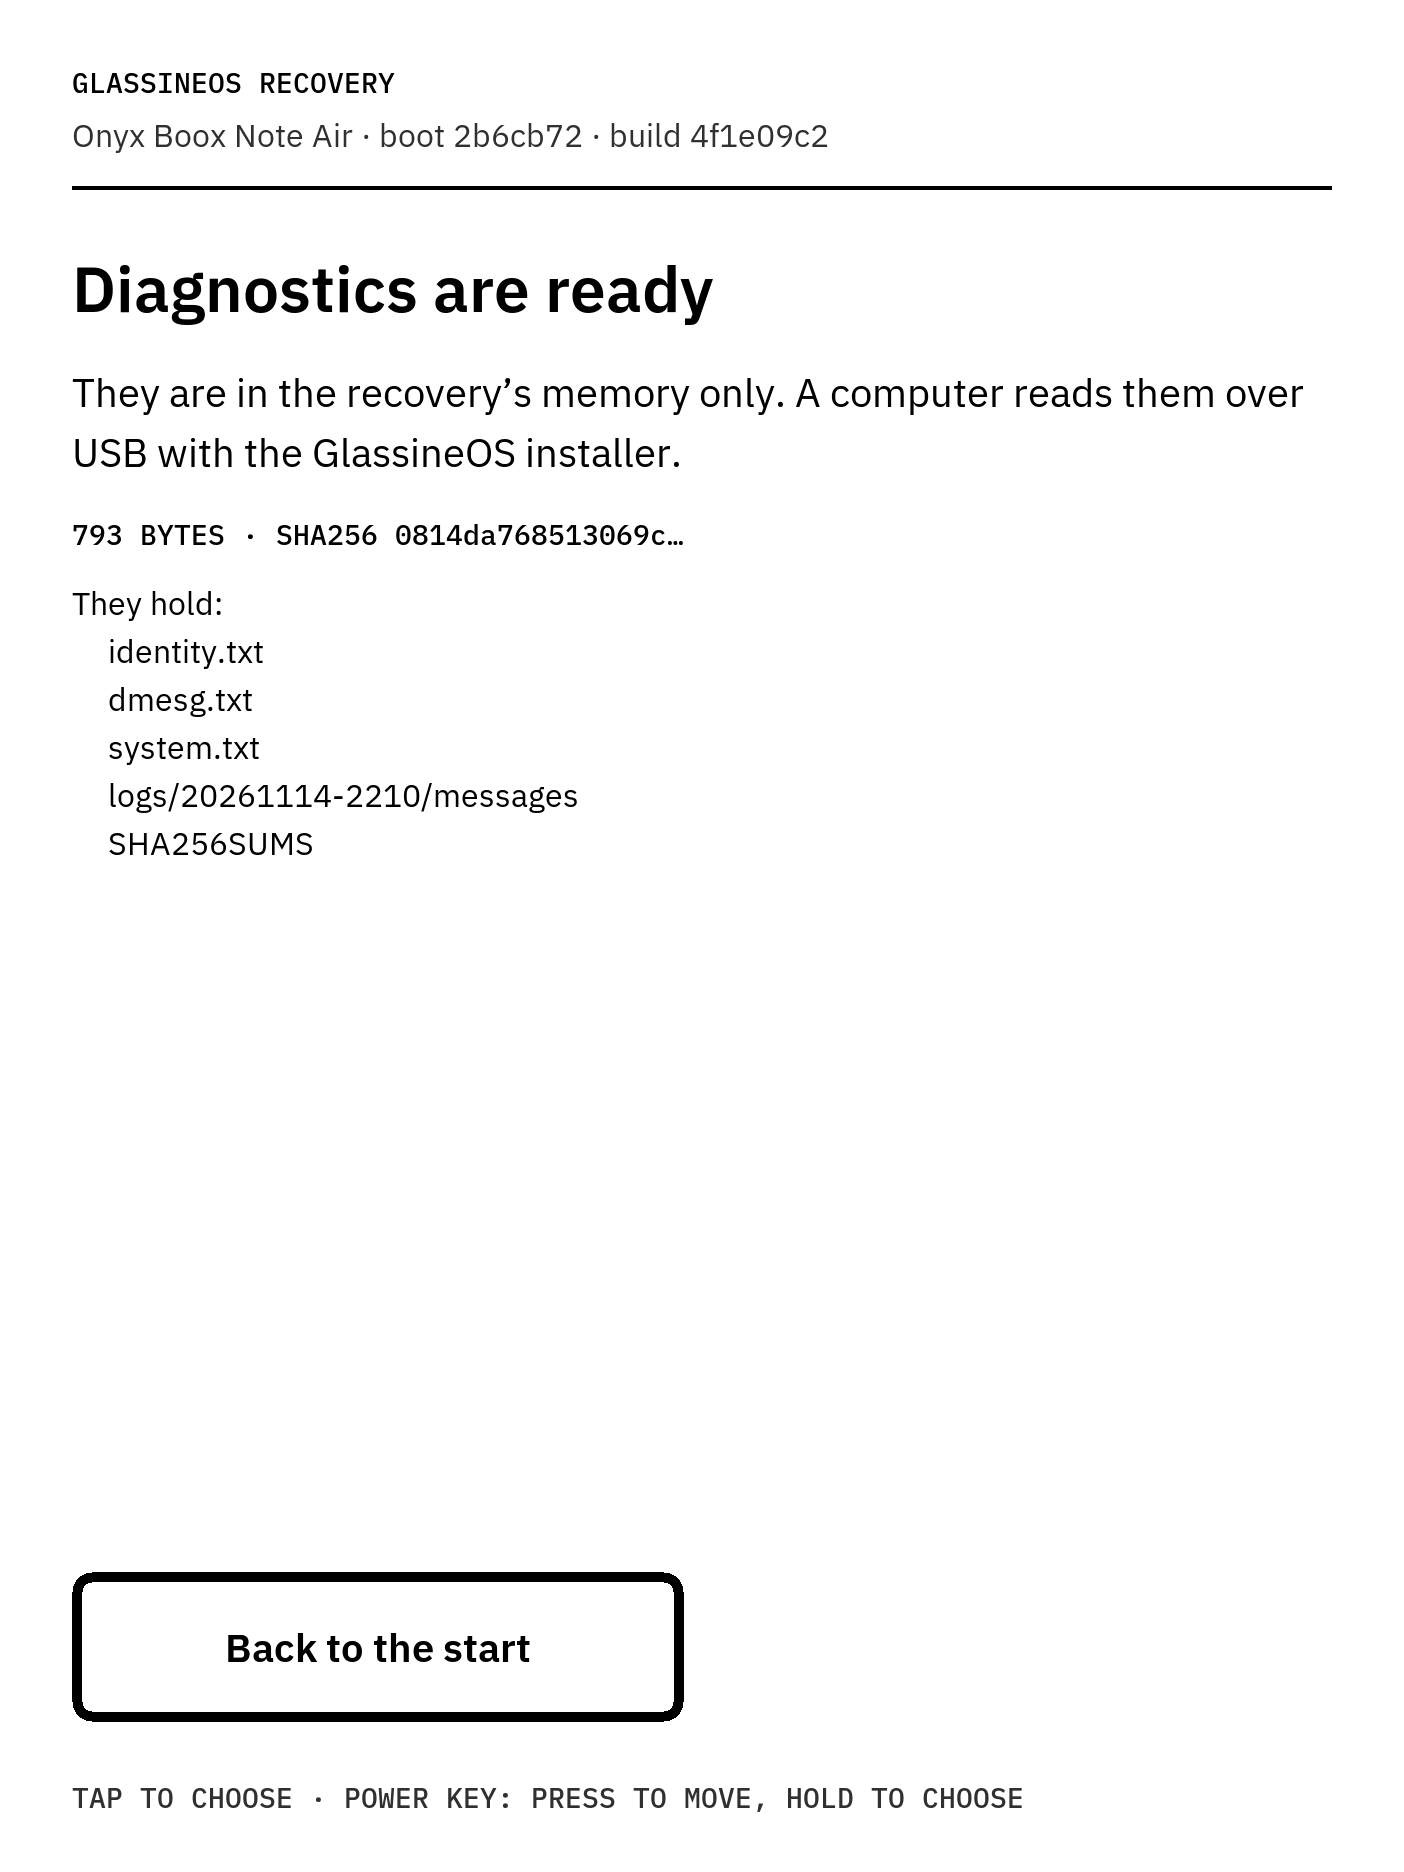 GLASSINEOS RECOVERY
Onyx Boox Note Air · boot 2b6cb72 · build 4f1e09c2
Diagnostics are ready
They are in the recovery’s memory only. A computer reads them over
USB with the GlassineOS installer.
793 BYTES · SHA256 0814da768513069c…
They hold:
identity.txt
dmesg.txt
system.txt
logs/20261114-2210/messages
SHA256SUMS
Back to the start
TAP TO CHOOSE · POWER KEY: PRESS TO MOVE, HOLD TO CHOOSE